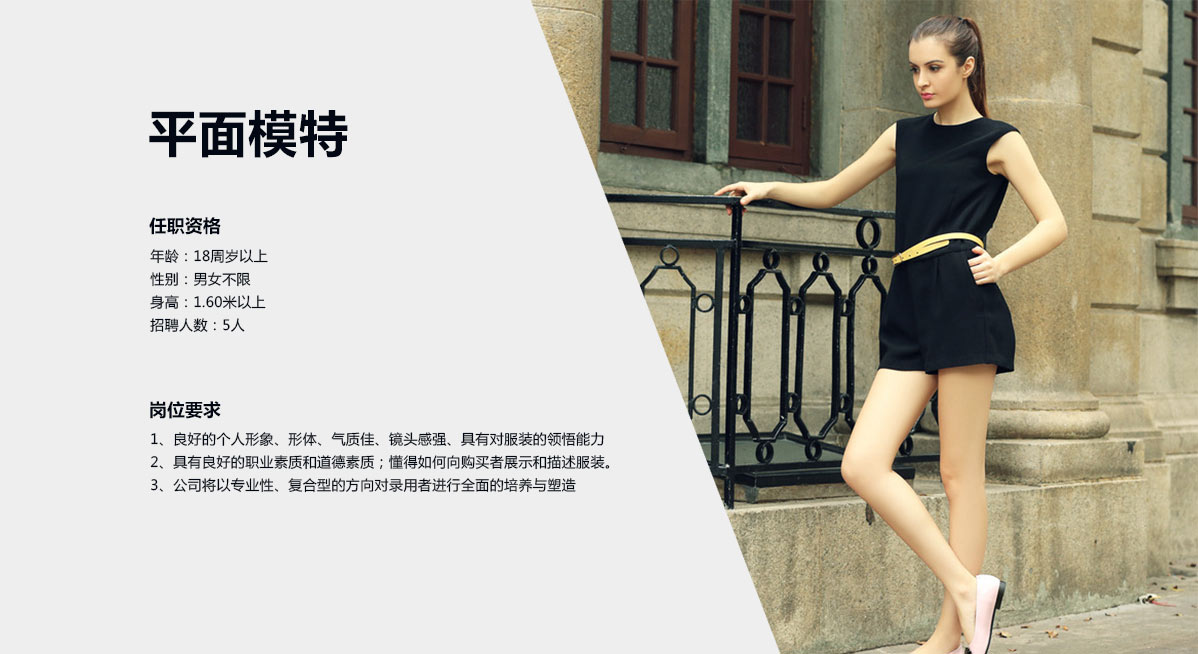 平面模特
任职资格
年龄：18周岁以上
性别：男女不限
身高：1.60米以上
招聘人数：5人
岗位要求
1、良好的个人形象、形体、气质佳、镜头感强、具有对服装的领悟能力
2、具有良好的职业素质和道德素质；懂得如何向购买者展示和描述服装。
3、公司将以专业性、复合型的方向对录用者进行全面的培养与塑造